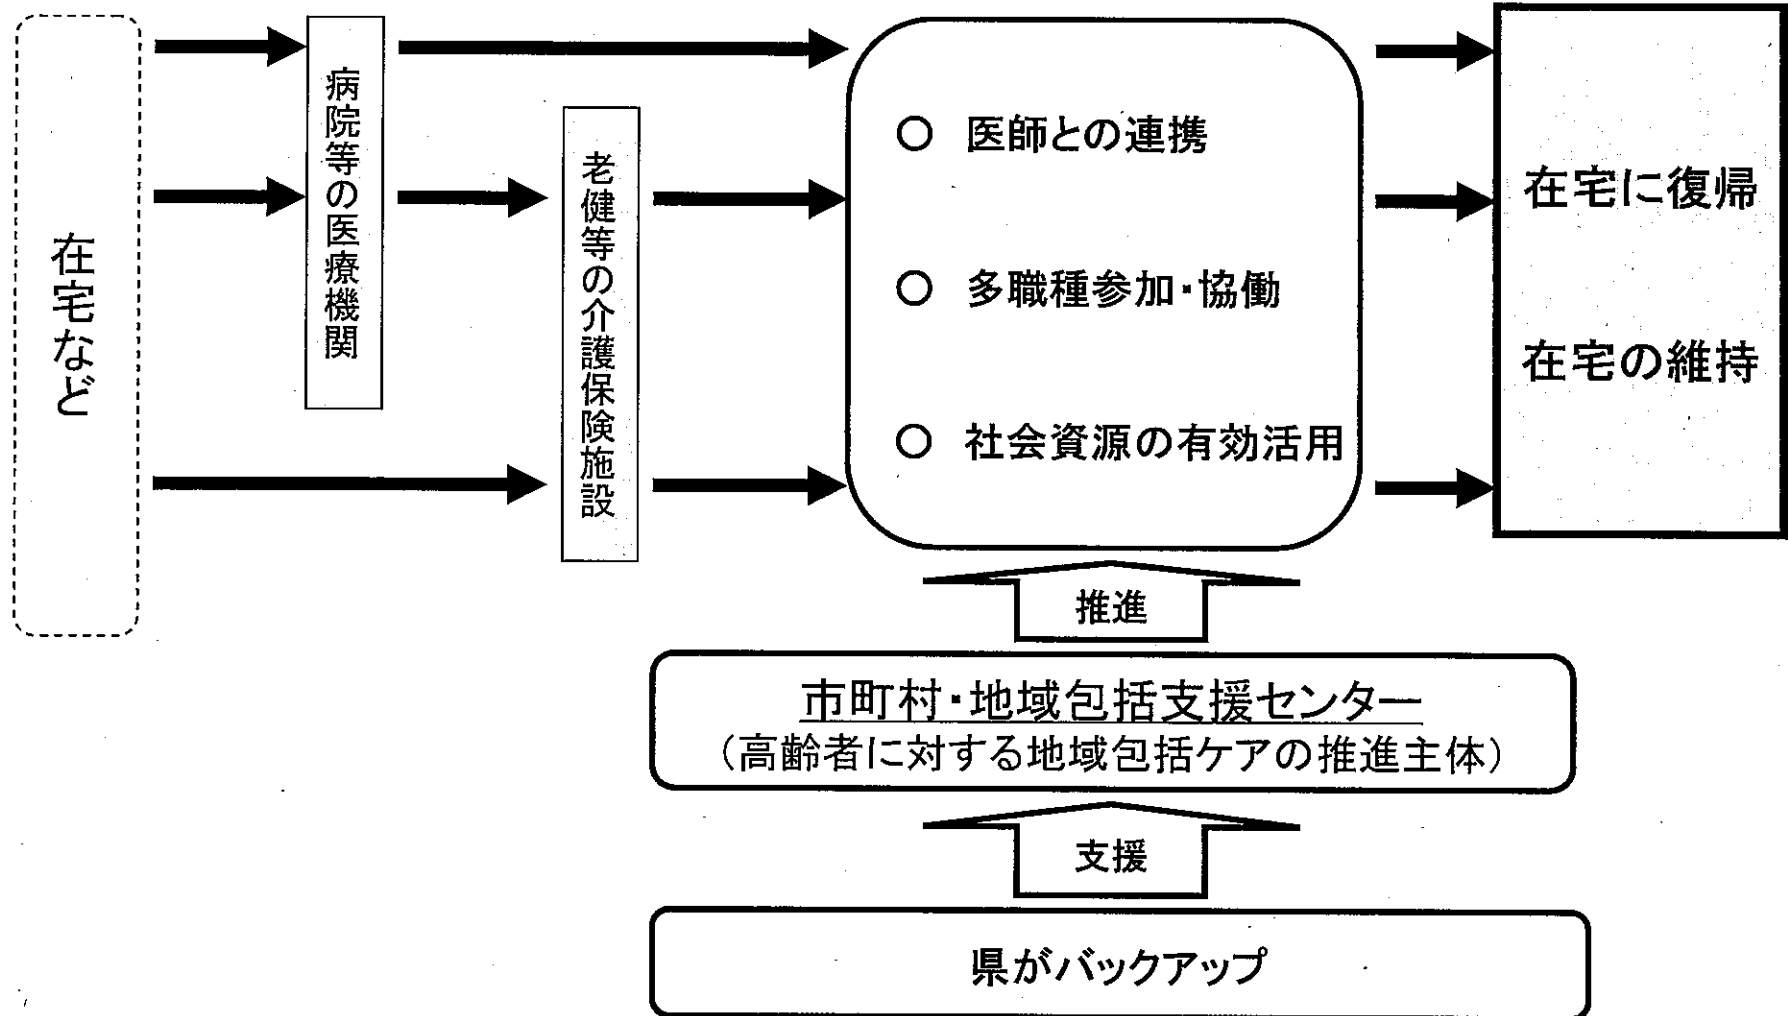 在宅など
病院等の医療機関
老健等の介護保険施設
○ 医師との連携
○ 多職種参加・協働
○ 社会資源の有効活用
在宅に復帰
在宅の維持
推進
市町村・地域包括支援センター
（高齢者に対する地域包括ケアの推進主体）
支援
県がバックアップ